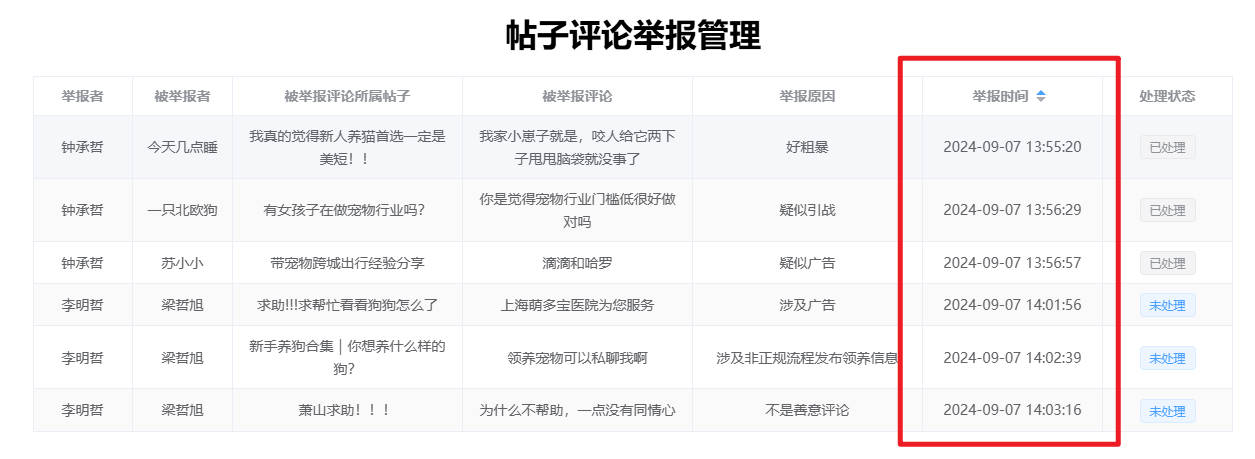 帖子评论举报管理
举报者 被举报者 被举报评论所属帖子 被举报评论 举报原因 举报时间 处理状态
钟承哲 今天几点睡 我真的觉得新人养猫首选一定是 我家小崽子就是，咬人给它两下 好粗暴 2024-09-07 13:55:20 已处理
美短！！ 子甩甩脑袋就没事了
钟承哲 一只北欧狗 有女孩子在做宠物行业吗? 你是觉得宠物行业门槛低很好做 疑似引战 2024-09-07 13:56:29 已处理
对吗
钟承哲 苏小小 带宠物跨城出行经验分享 滴滴和哈罗 疑似广告 2024-09-07 13:56:57 已处理
李明哲 梁哲旭 求助!!!求帮忙看看狗狗怎么了 上海萌多宝医院为您服务 涉及广告 2024-09-07 14:01:56 未处理
李明哲 梁哲旭 新手养狗合集 | 你想养什么样的 领养宠物可以私聊我啊 涉及非正规流程发布领养信息 2024-09-07 14:02:39 未处理
狗?
李明哲 梁哲旭 萧山求助！！！ 为什么不帮助，一点没有同情心 不是善意评论 2024-09-07 14:03:16 未处理